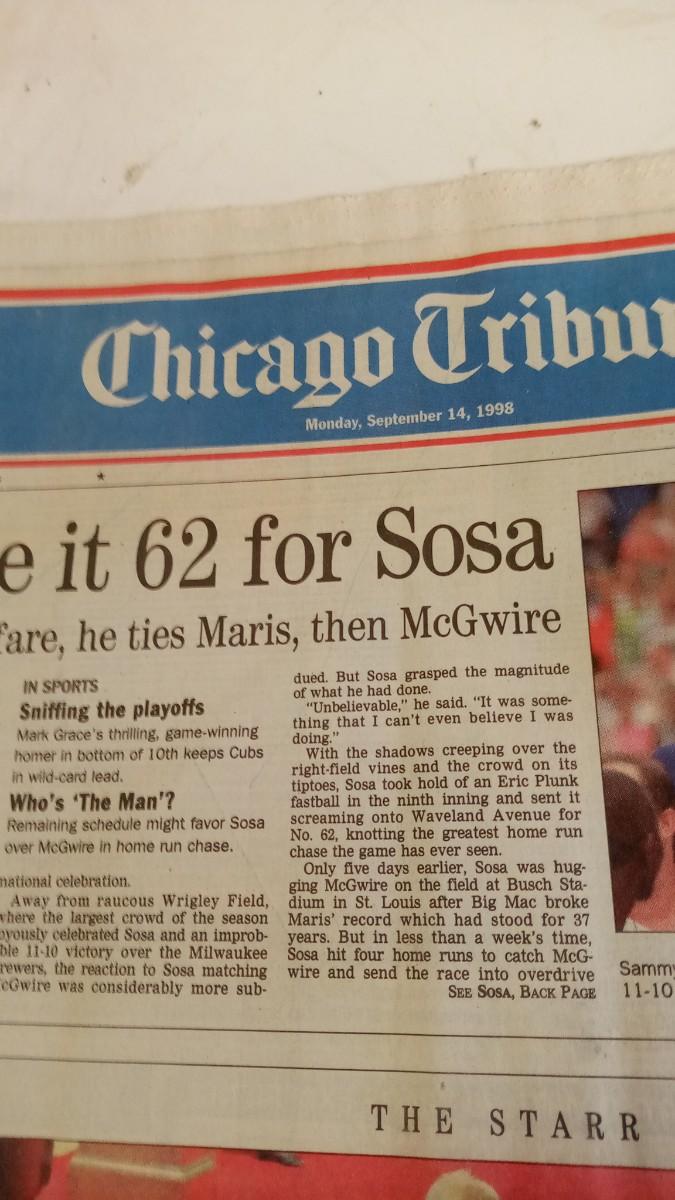 Chicago Tribun
Monday, September 14, 1998
e it 62 for Sosa
fare, he ties Maris, then McGwire
IN SPORTS
Sniffing the playoffs
Mark Grace's thrilling, game-winning
homer in bottom of 10th keeps Cubs
in wild-card lead.
Who's 'The Man'?
Remaining schedule might favor Sosa
over McGwire in home run chase.
national celebration.
Away from raucous Wrigley Field,
where the largest crowd of the season
oyously celebrated Sosa and an improb-
ble 11-10 victory over the Milwaukee
rewers, the reaction to Sosa matching
cGwire was considerably more sub-
dued. But Sosa grasped the magnitude
of what he had done.
"Unbelievable," he said. "It was some-
thing that I can't even believe I was
doing."
With the shadows creeping over the
right-field vines and the crowd on its
tiptoes, Sosa took hold of an Eric Plunk
fastball in the ninth inning and sent it
screaming onto Waveland Avenue for
No. 62, knotting the greatest home run
chase the game has ever seen.
Only five days earlier, Sosa was hug-
ging McGwire on the field at Busch Sta-
dium in St. Louis after Big Mac broke
Maris' record which had stood for 37
years. But in less than a week's time,
Sosa hit four home runs to catch McG-
wire and send the race into overdrive
SEE SOSA, BACK PAGE
Sammy
11-10
THE STARR